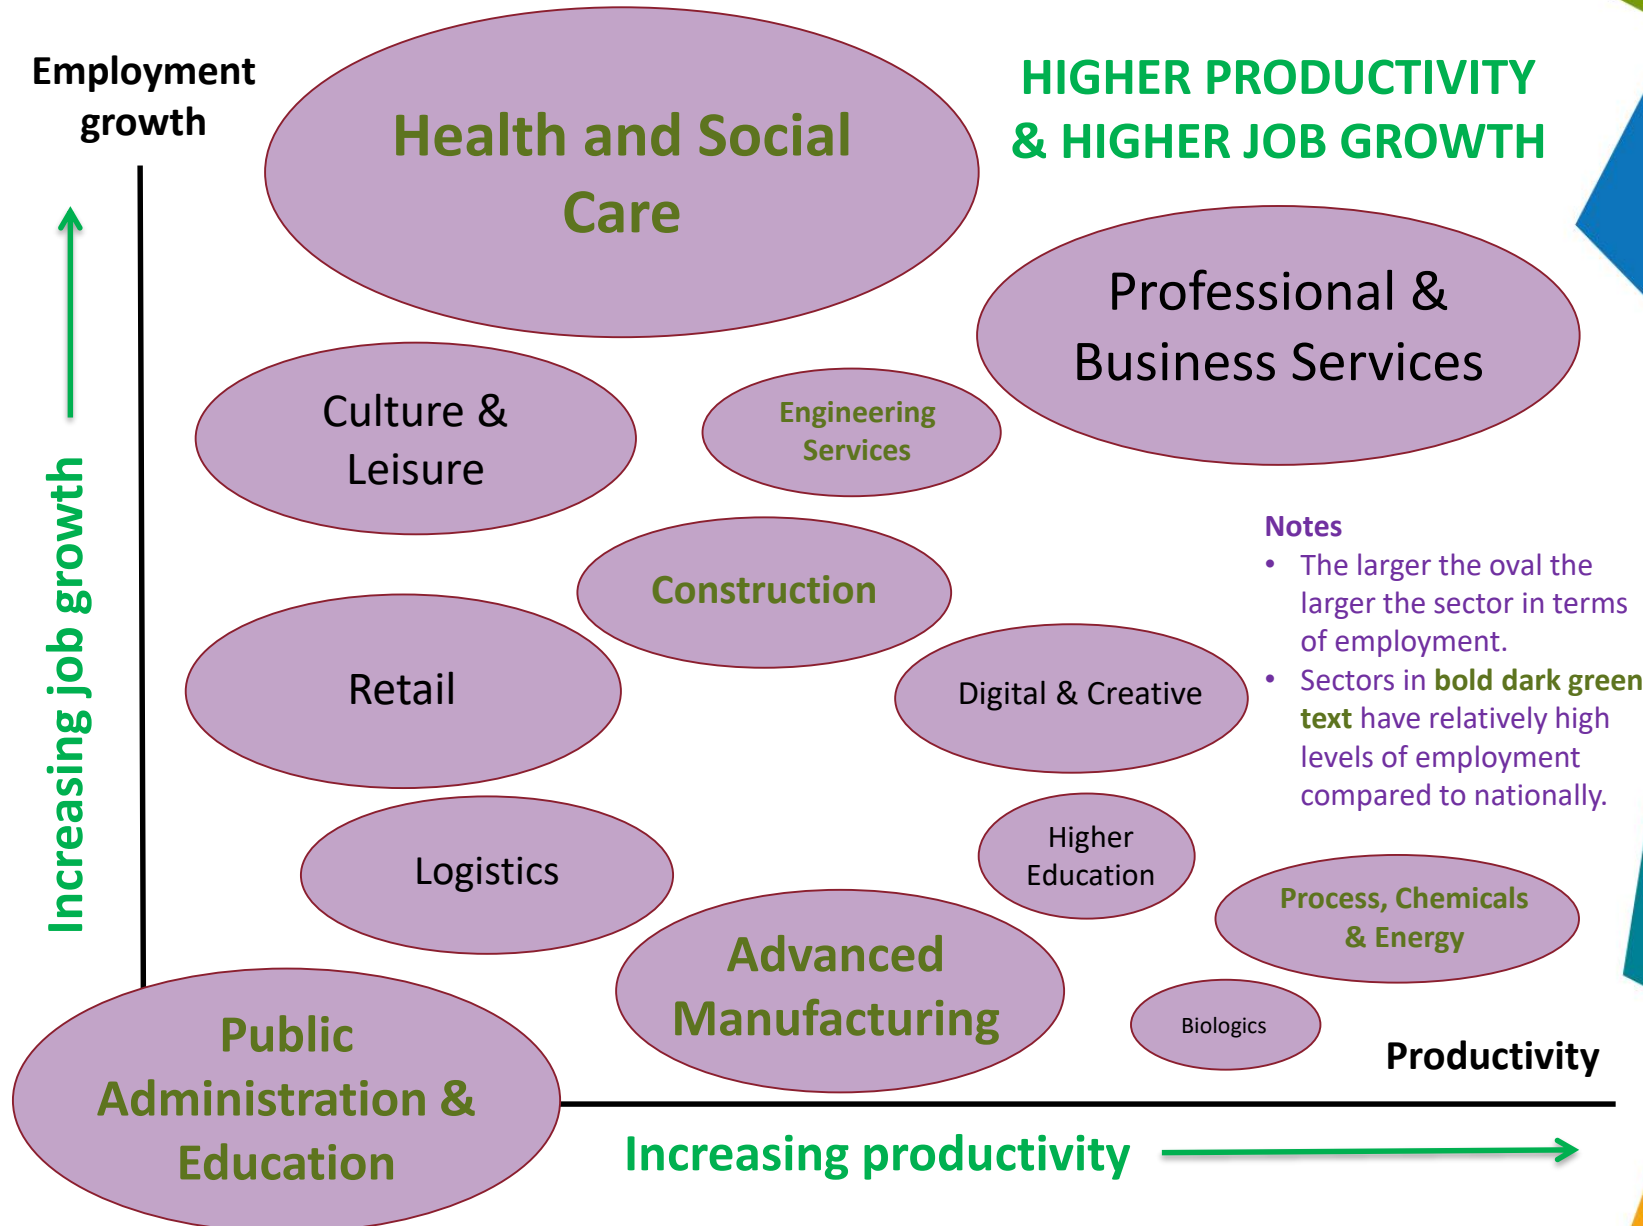 Employment
growth
HIGHER PRODUCTIVITY
& HIGHER JOB GROWTH
Health and Social
Care
Professional &
Business Services
Culture &
Leisure
Engineering
Services
Increasing job growth
Construction
Notes
• The larger the oval the
larger the sector in terms
of employment.
• Sectors in bold dark green
text have relatively high
levels of employment
compared to nationally.
Retail
Digital & Creative
Logistics
Higher
Education
Process, Chemicals
& Energy
Advanced
Manufacturing
Biologics
Public
Administration &
Education
Productivity
Increasing productivity